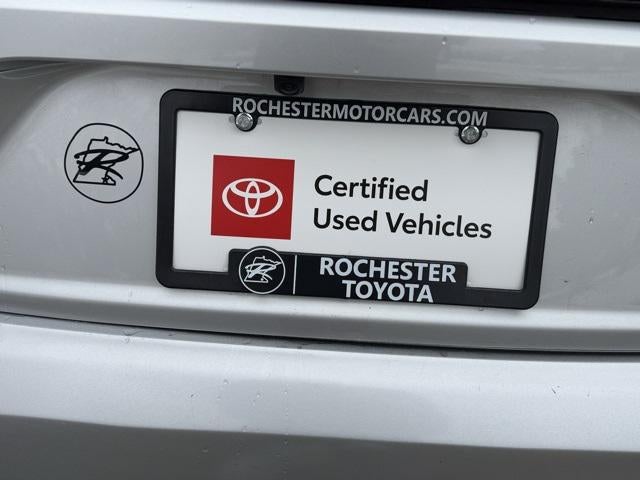 ROCHESTERMOTORCARS.COM
Certified
Used Vehicles
ROCHESTER
TOYOTA